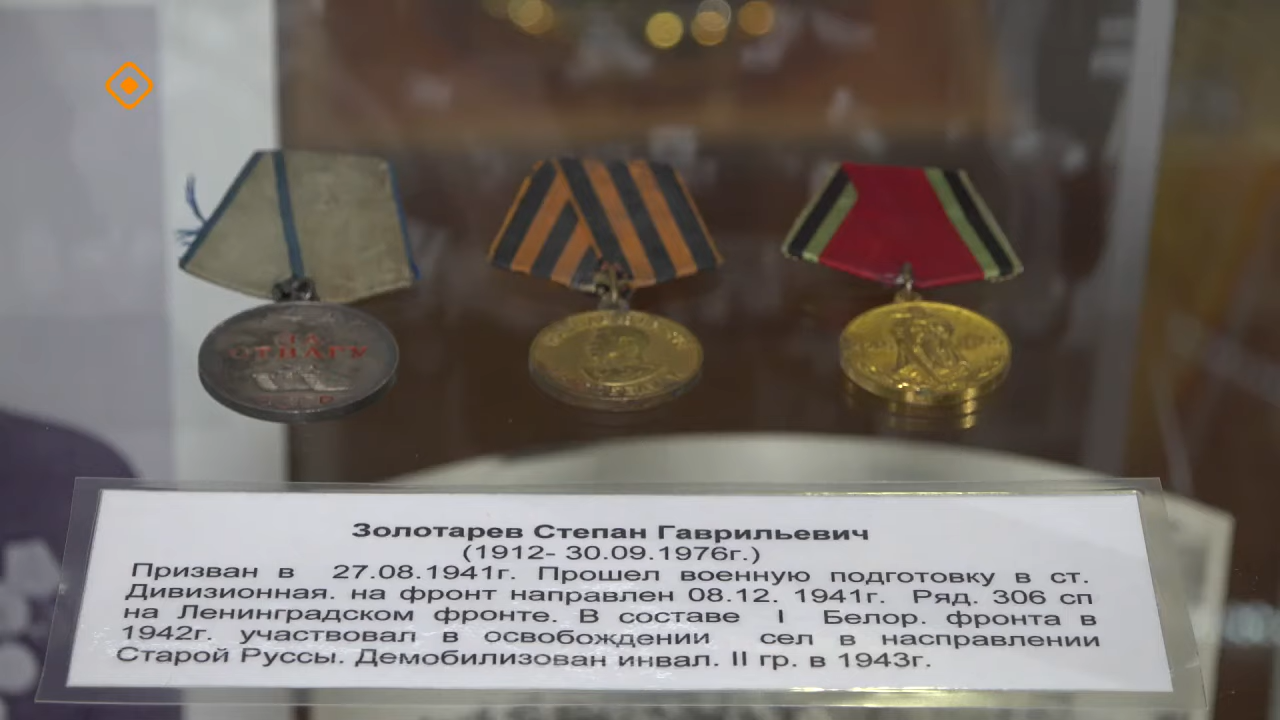 ЗА
ОТВАГУ
Золотарев Степан Гаврильевич
(1912- 30.09.1976г.)
Призван в 27.08.1941г. Прошел военную подготовку в ст.
Дивизионная. на фронт направлен 08.12. 1941г. Ряд. 306 сп
на Ленинградском фронте. В составе I Белор. фронта в
1942г. участвовал в освобождении сел в насправлении
Старой Руссы. Демобилизован инвал. II гр. в 1943г.